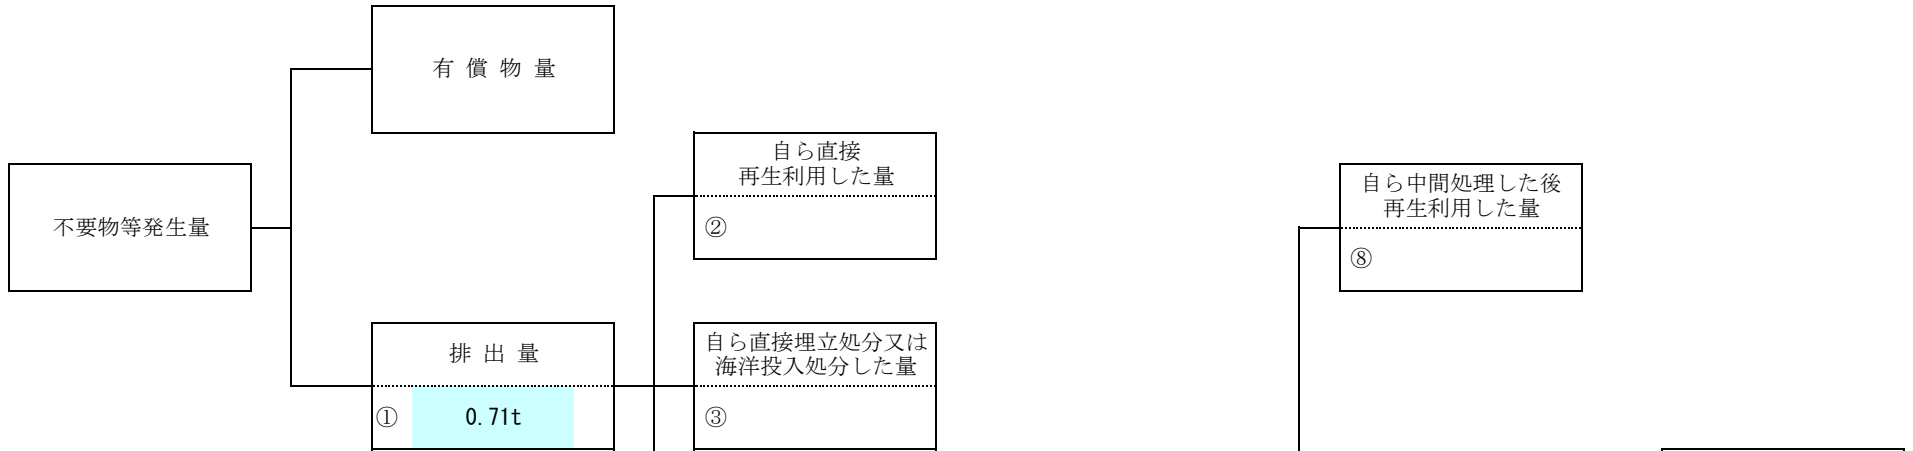 有 償 物 量
自ら直接
再生利用した量
②
自ら中間処理した後
再生利用した量
⑧
不要物等発生量
排 出 量
① 0.71t
自ら直接埋立処分又は
海洋投入処分した量
③